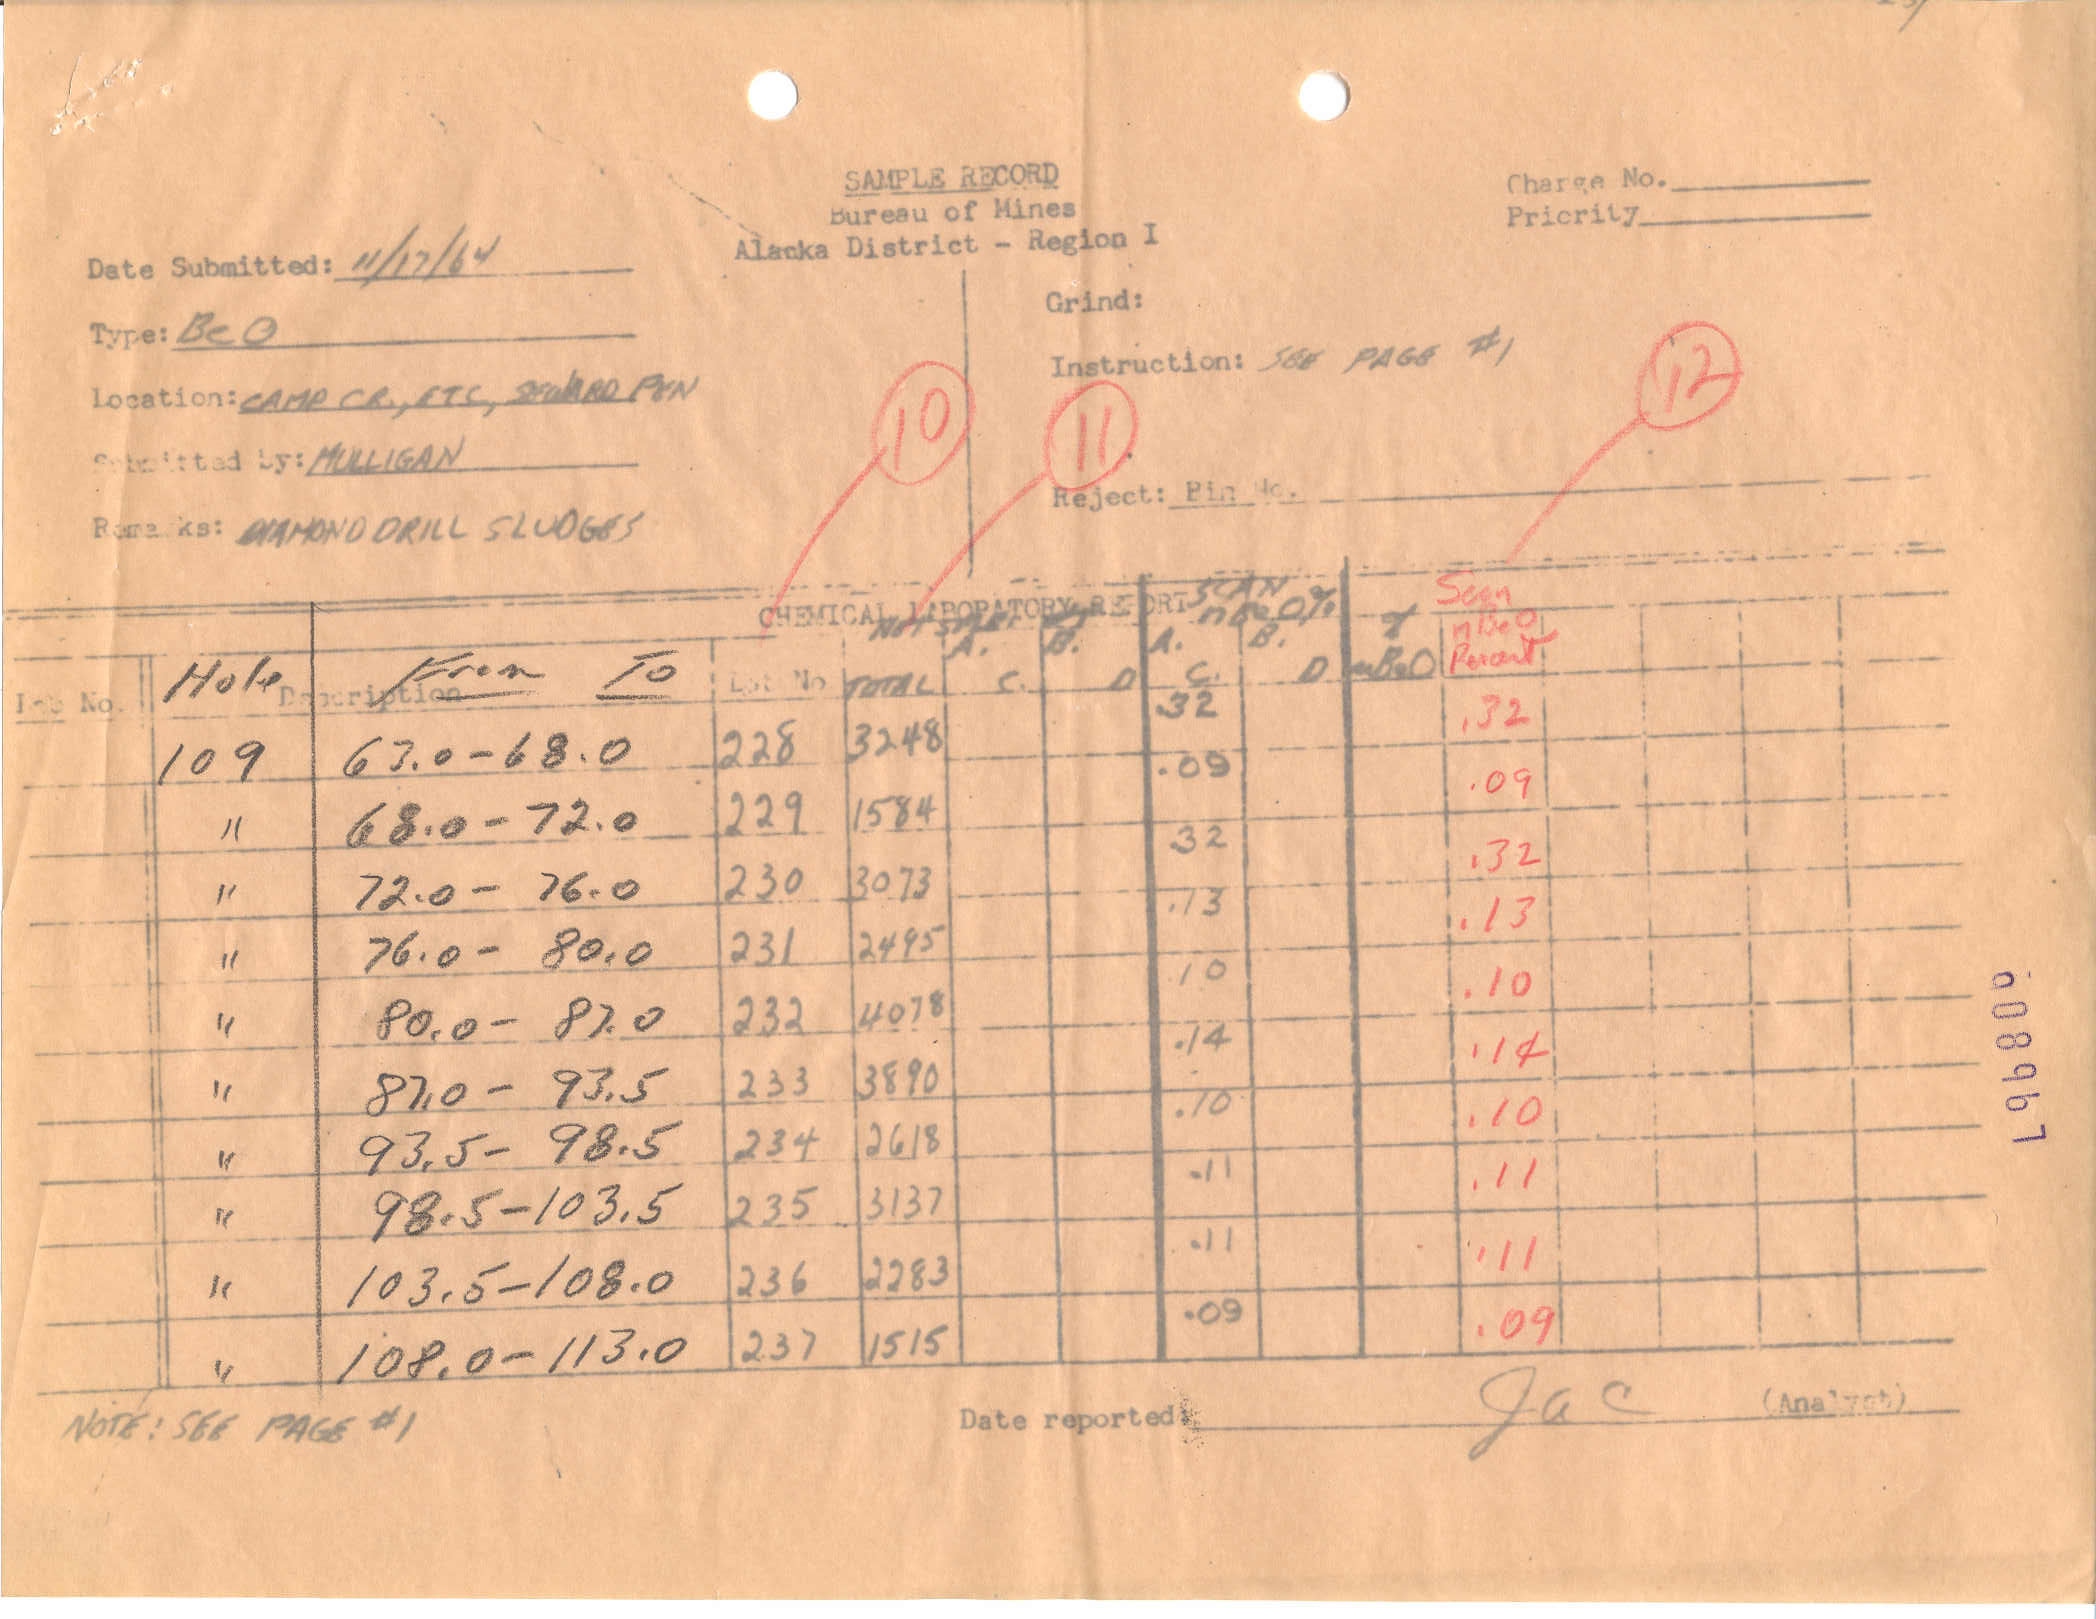 SAMPLE RECORD
Bureau of Mines
Alaska District - Region I
Charge No.
Priority
Date Submitted: 11/17/64
Type: BeO
Location: CAMP CR., ETC, SEWARD PEN
Submitted by: MULLIGAN
Remarks: DIAMOND DRILL SLUDGES
Grind:
Instruction: SEE PAGE #1
Reject: Bin No.
10
11
12
CHEMICAL LABORATORY REPORT
SCAN
nBeO%
Scan
nBeO
Percent
Lab No. Hole Description From To Lot No TOTAL A. B. C. D A. B. C. D % mBeO
109 63.0-68.0 228 3248 .32 .32
" 68.0-72.0 229 1584 .09 .09
" 72.0- 76.0 230 3073 32 .32
" 76.0- 80.0 231 2495 .13 .13
" 80.0- 87.0 232 4078 .10 .10
" 87.0- 93.5 233 3890 .14 .14
" 93.5- 98.5 234 2618 .10 .10
" 98.5-103.5 235 3137 .11 .11
" 103.5-108.0 236 2283 .11 .11
" 108.0-113.0 237 1515 .09 .09
NOTE: SEE PAGE #1
Date reported: Jac (Analyst)